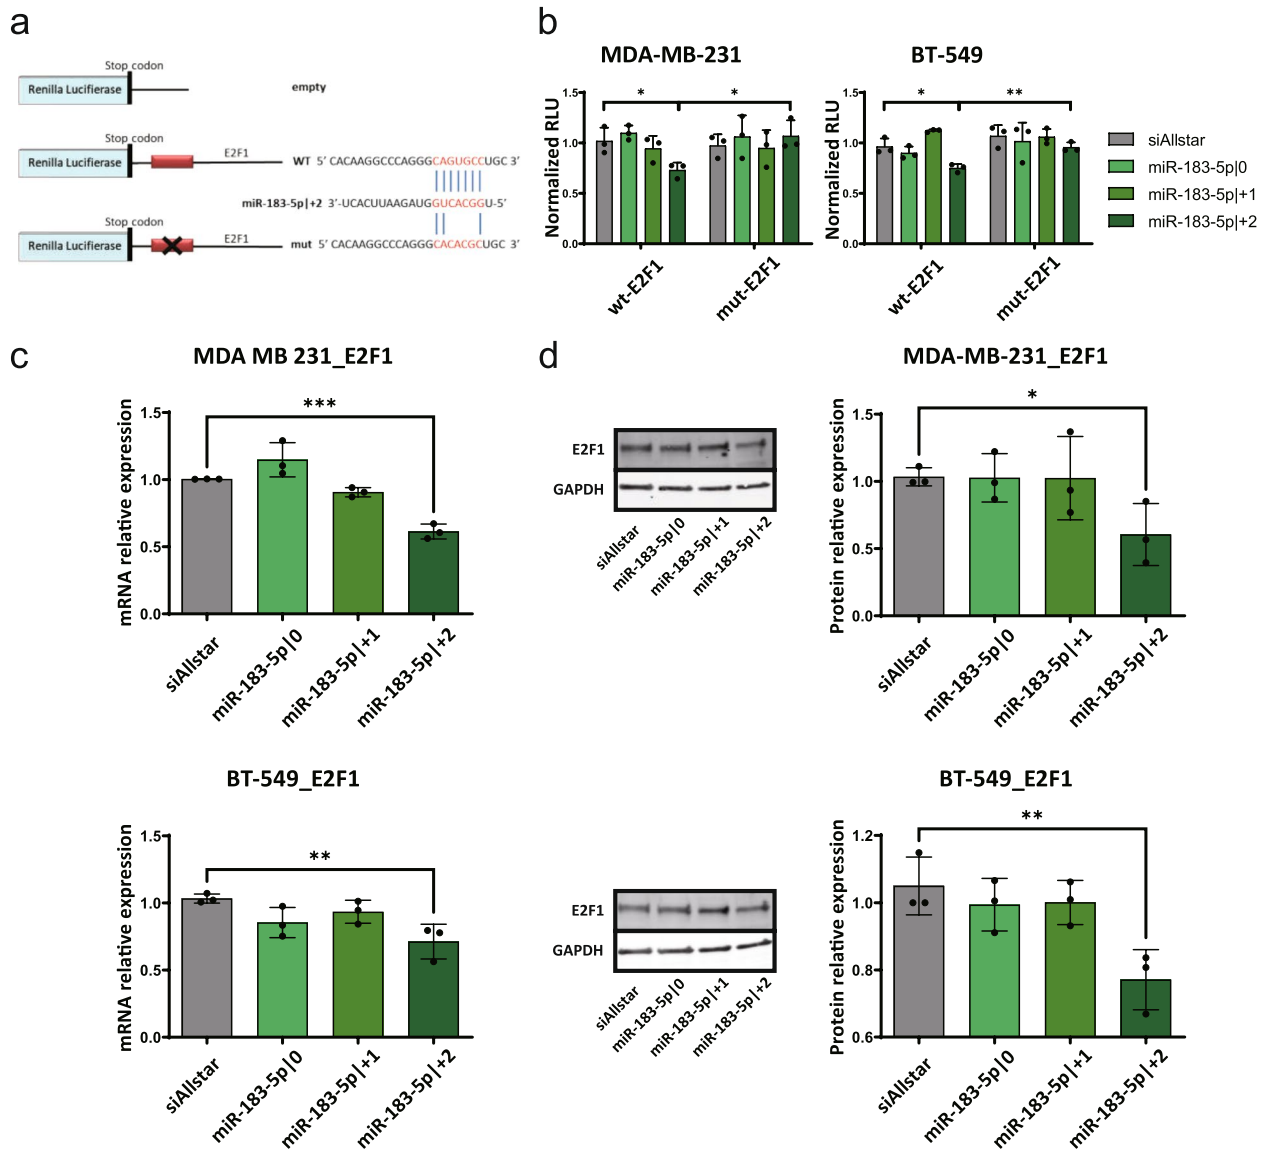 a
Stop codon
Renilla Lucifierase
empty
Stop codon
Renilla Lucifierase
E2F1
WT 5' CACAAGGCCCAGGGCAGUGCCUGC 3'
miR-183-5p|+2 3'-UCACUUAAGAUGGUCACGGU-5'
Stop codon
Renilla Lucifierase
E2F1
mut 5' CACAAGGCCCAGGGCACACGCUGC 3'
b
MDA-MB-231
Normalized RLU
1.5
1.0
0.5
0.0
*
*
wt-E2F1
mut-E2F1
BT-549
Normalized RLU
1.5
1.0
0.5
0.0
*
**
wt-E2F1
mut-E2F1
siAllstar
miR-183-5p|0
miR-183-5p|+1
miR-183-5p|+2
c
MDA MB 231_E2F1
mRNA relative expression
1.5
1.0
0.5
0.0
***
siAllstar
miR-183-5p|0
miR-183-5p|+1
miR-183-5p|+2
BT-549_E2F1
mRNA relative expression
1.5
1.0
0.5
0.0
**
siAllstar
miR-183-5p|0
miR-183-5p|+1
miR-183-5p|+2
d
E2F1
GAPDH
siAllstar
miR-183-5p|0
miR-183-5p|+1
miR-183-5p|+2
MDA-MB-231_E2F1
Protein relative expression
1.5
1.0
0.5
0.0
*
siAllstar
miR-183-5p|0
miR-183-5p|+1
miR-183-5p|+2
E2F1
GAPDH
siAllstar
miR-183-5p|0
miR-183-5p|+1
miR-183-5p|+2
BT-549_E2F1
Protein relative expression
1.2
1.0
0.8
0.6
**
siAllstar
miR-183-5p|0
miR-183-5p|+1
miR-183-5p|+2